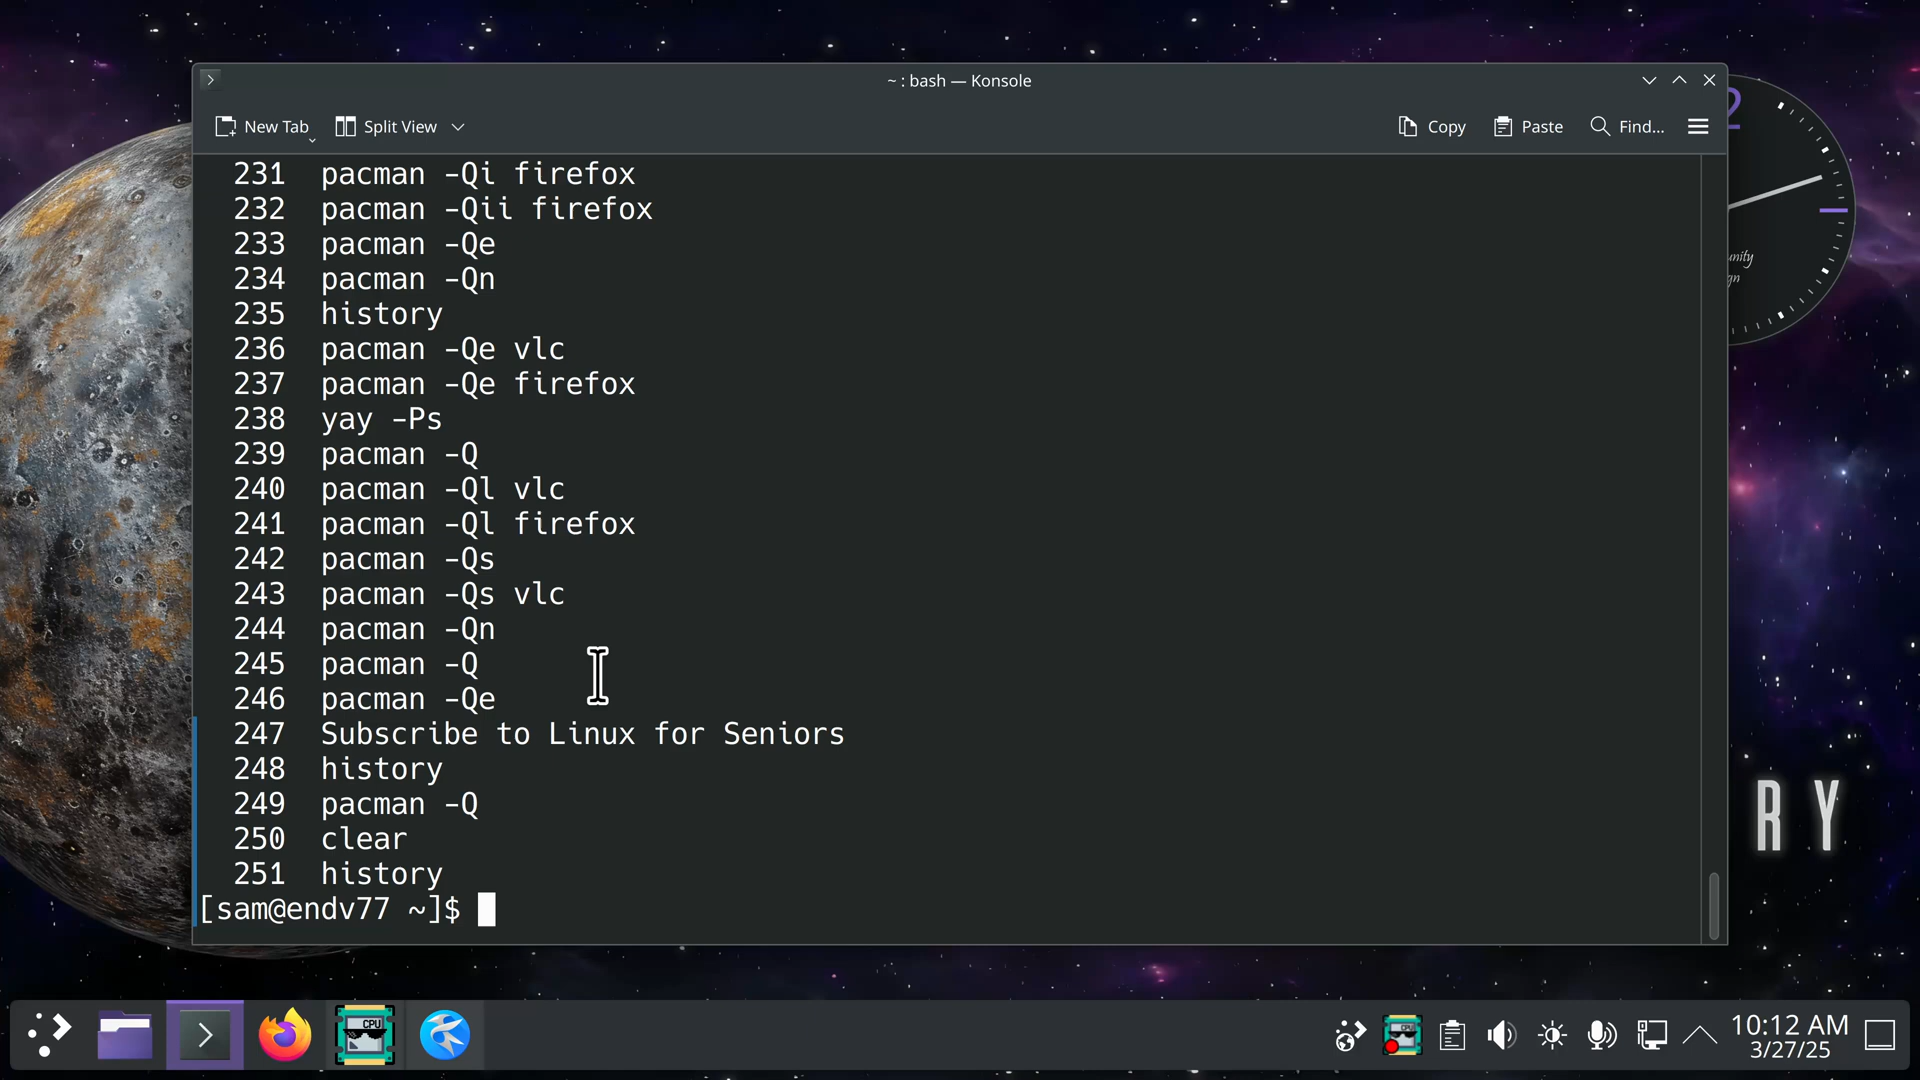 ~ : bash — Konsole
New Tab
Split View
Copy
Paste
Find...
231 pacman -Qi firefox
232 pacman -Qii firefox
233 pacman -Qe
234 pacman -Qn
235 history
236 pacman -Qe vlc
237 pacman -Qe firefox
238 yay -Ps
239 pacman -Q
240 pacman -Ql vlc
241 pacman -Ql firefox
242 pacman -Qs
243 pacman -Qs vlc
244 pacman -Qn
245 pacman -Q
246 pacman -Qe
247 Subscribe to Linux for Seniors
248 history
249 pacman -Q
250 clear
251 history
[sam@endv77 ~]$
RY
CPU
10:12 AM
3/27/25